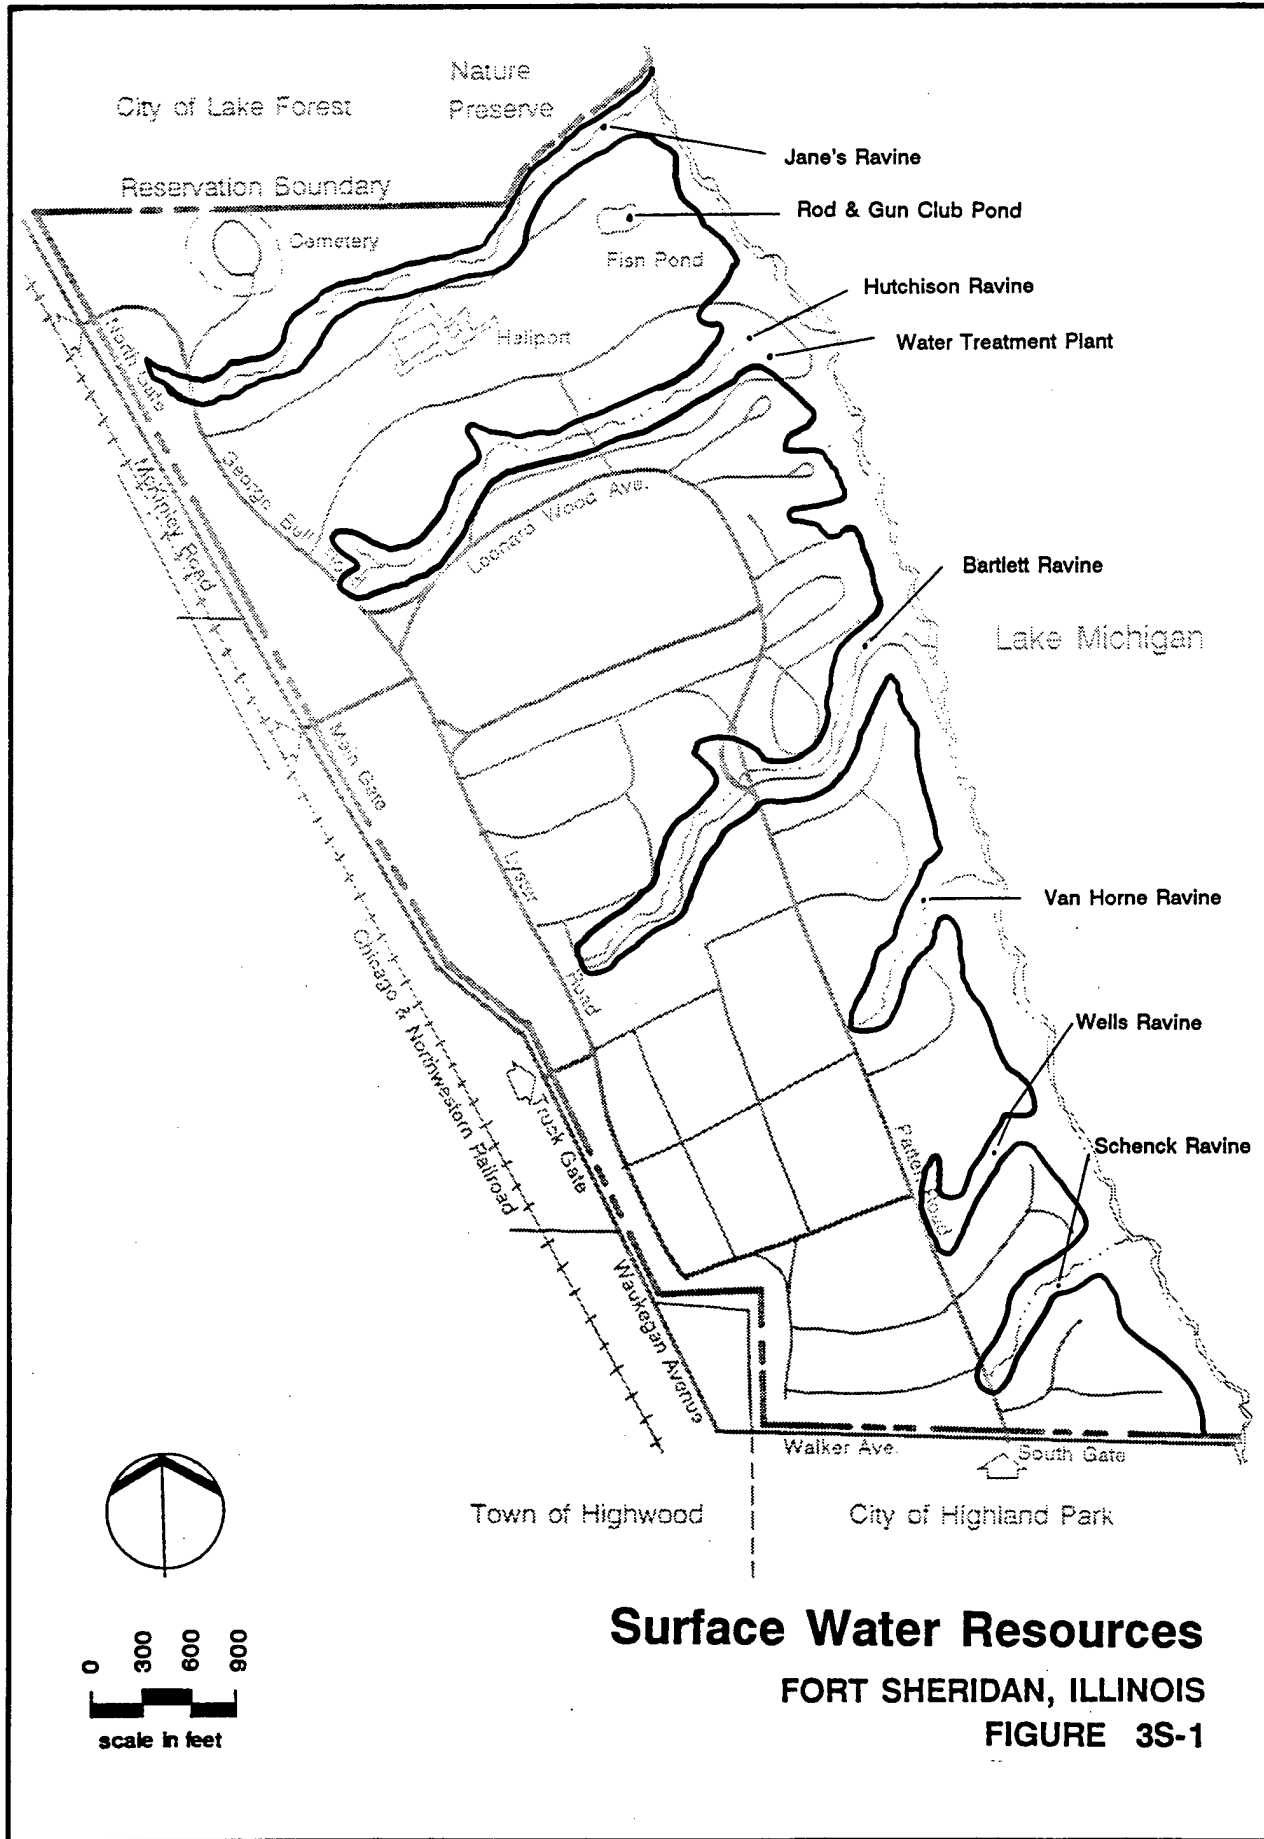 Nature
Preserve
City of Lake Forest
Jane's Ravine
Reservation Boundary
Rod & Gun Club Pond
Cemetery
Fish Pond
Hutchison Ravine
Heliport
Water Treatment Plant
North Gate
McKinley Road
George Bell Road
Leonard Wood Ave.
Bartlett Ravine
Lake Michigan
Main Gate
Lyster Road
Van Horne Ravine
Chicago & Northwestern Railroad
Wells Ravine
Truck Gate
Patten Road
Schenck Ravine
Waukegan Avenue
Walker Ave.
South Gate
Town of Highwood
City of Highland Park
Surface Water Resources
FORT SHERIDAN, ILLINOIS
FIGURE 3S-1
0 300 600 900
scale in feet